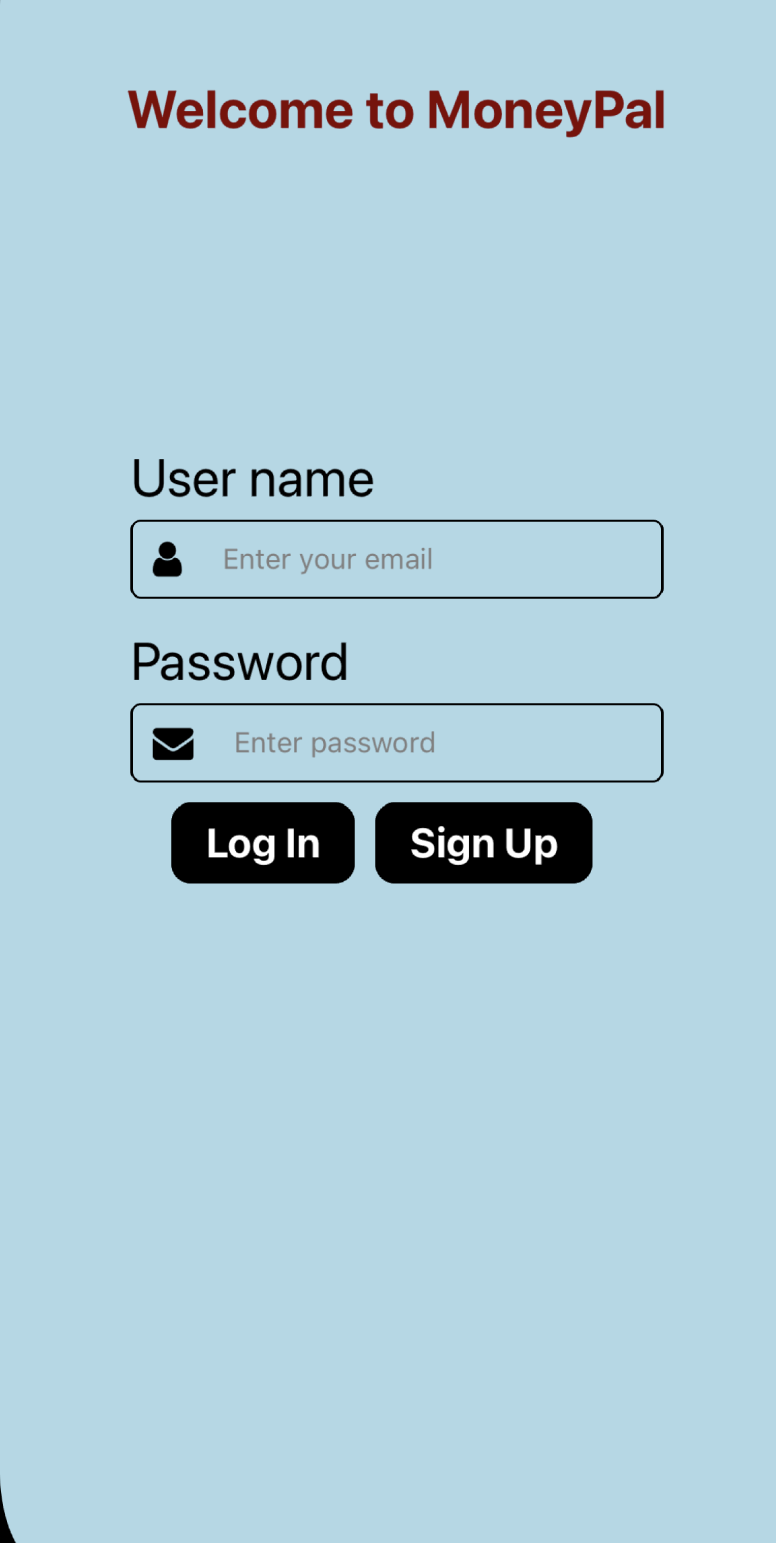 Welcome to MoneyPal
User name
Enter your email
Password
Enter password
Log In Sign Up